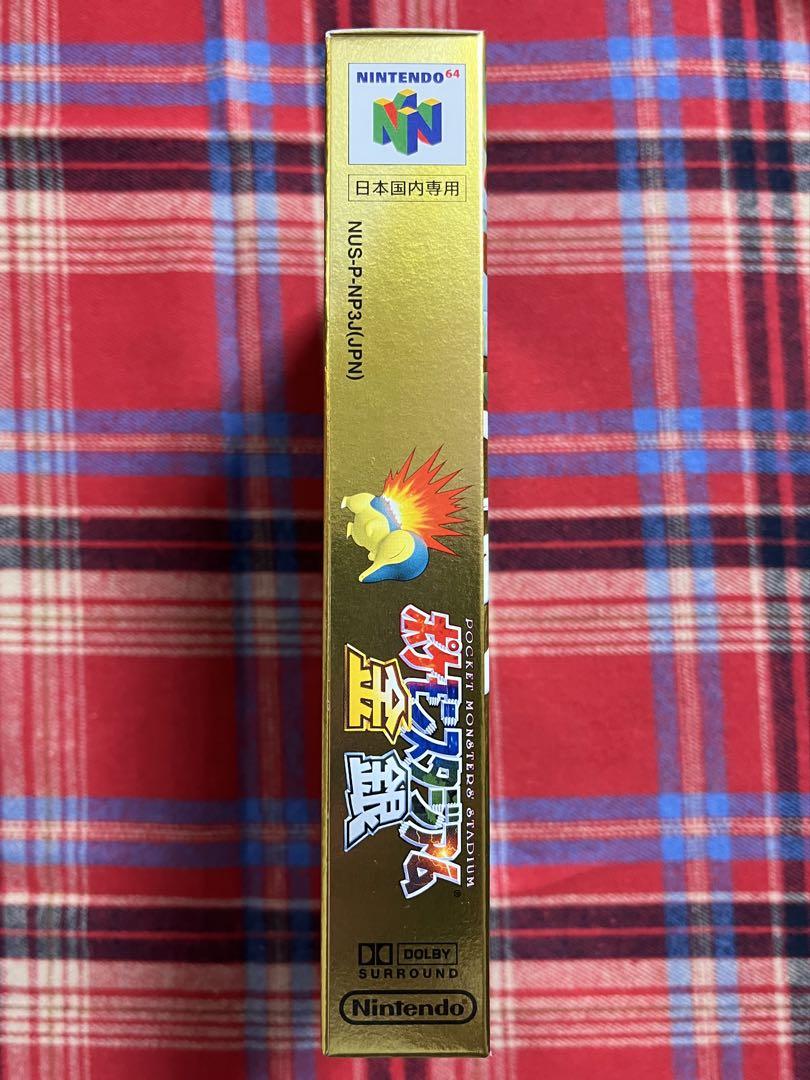 NINTENDO64
日本国内専用
NUS-P-NP3J(JPN)
POCKET MONSTERS STADIUM
ポケモンスタジアム
金 銀
®
DOLBY
SURROUND
Nintendo